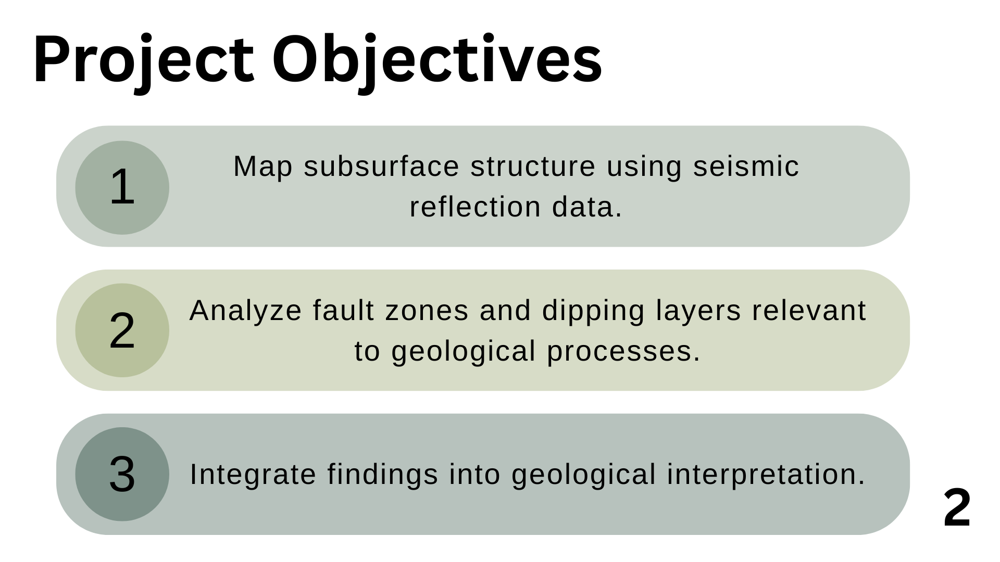 Project Objectives
1
Map subsurface structure using seismic
reflection data.
2
Analyze fault zones and dipping layers relevant
to geological processes.
3
Integrate findings into geological interpretation.
2